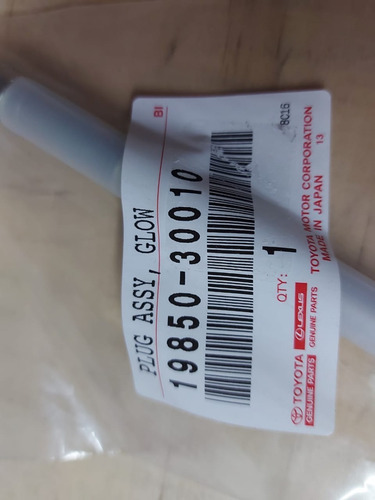 BI
8C16
PLUG ASSY, GLOW
19850-30010
QTY: 1
TOYOTA
GENUINE PARTS
LEXUS
GENUINE PARTS
TOYOTA MOTOR CORPORATION
MADE IN JAPAN
13